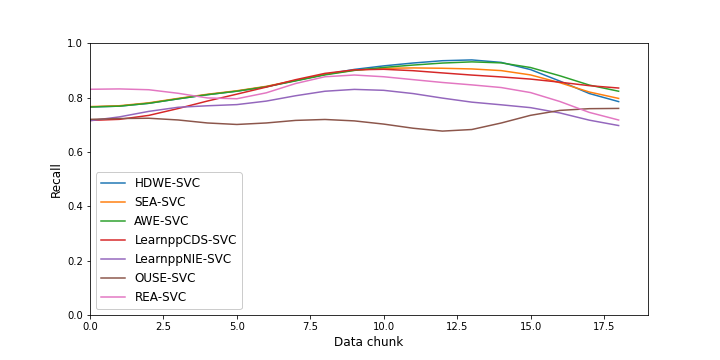 Recall
1.0
0.8
0.6
0.4
0.2
0.0
HDWE-SVC
SEA-SVC
AWE-SVC
LearnppCDS-SVC
LearnppNIE-SVC
OUSE-SVC
REA-SVC
0.0 2.5 5.0 7.5 10.0 12.5 15.0 17.5
Data chunk